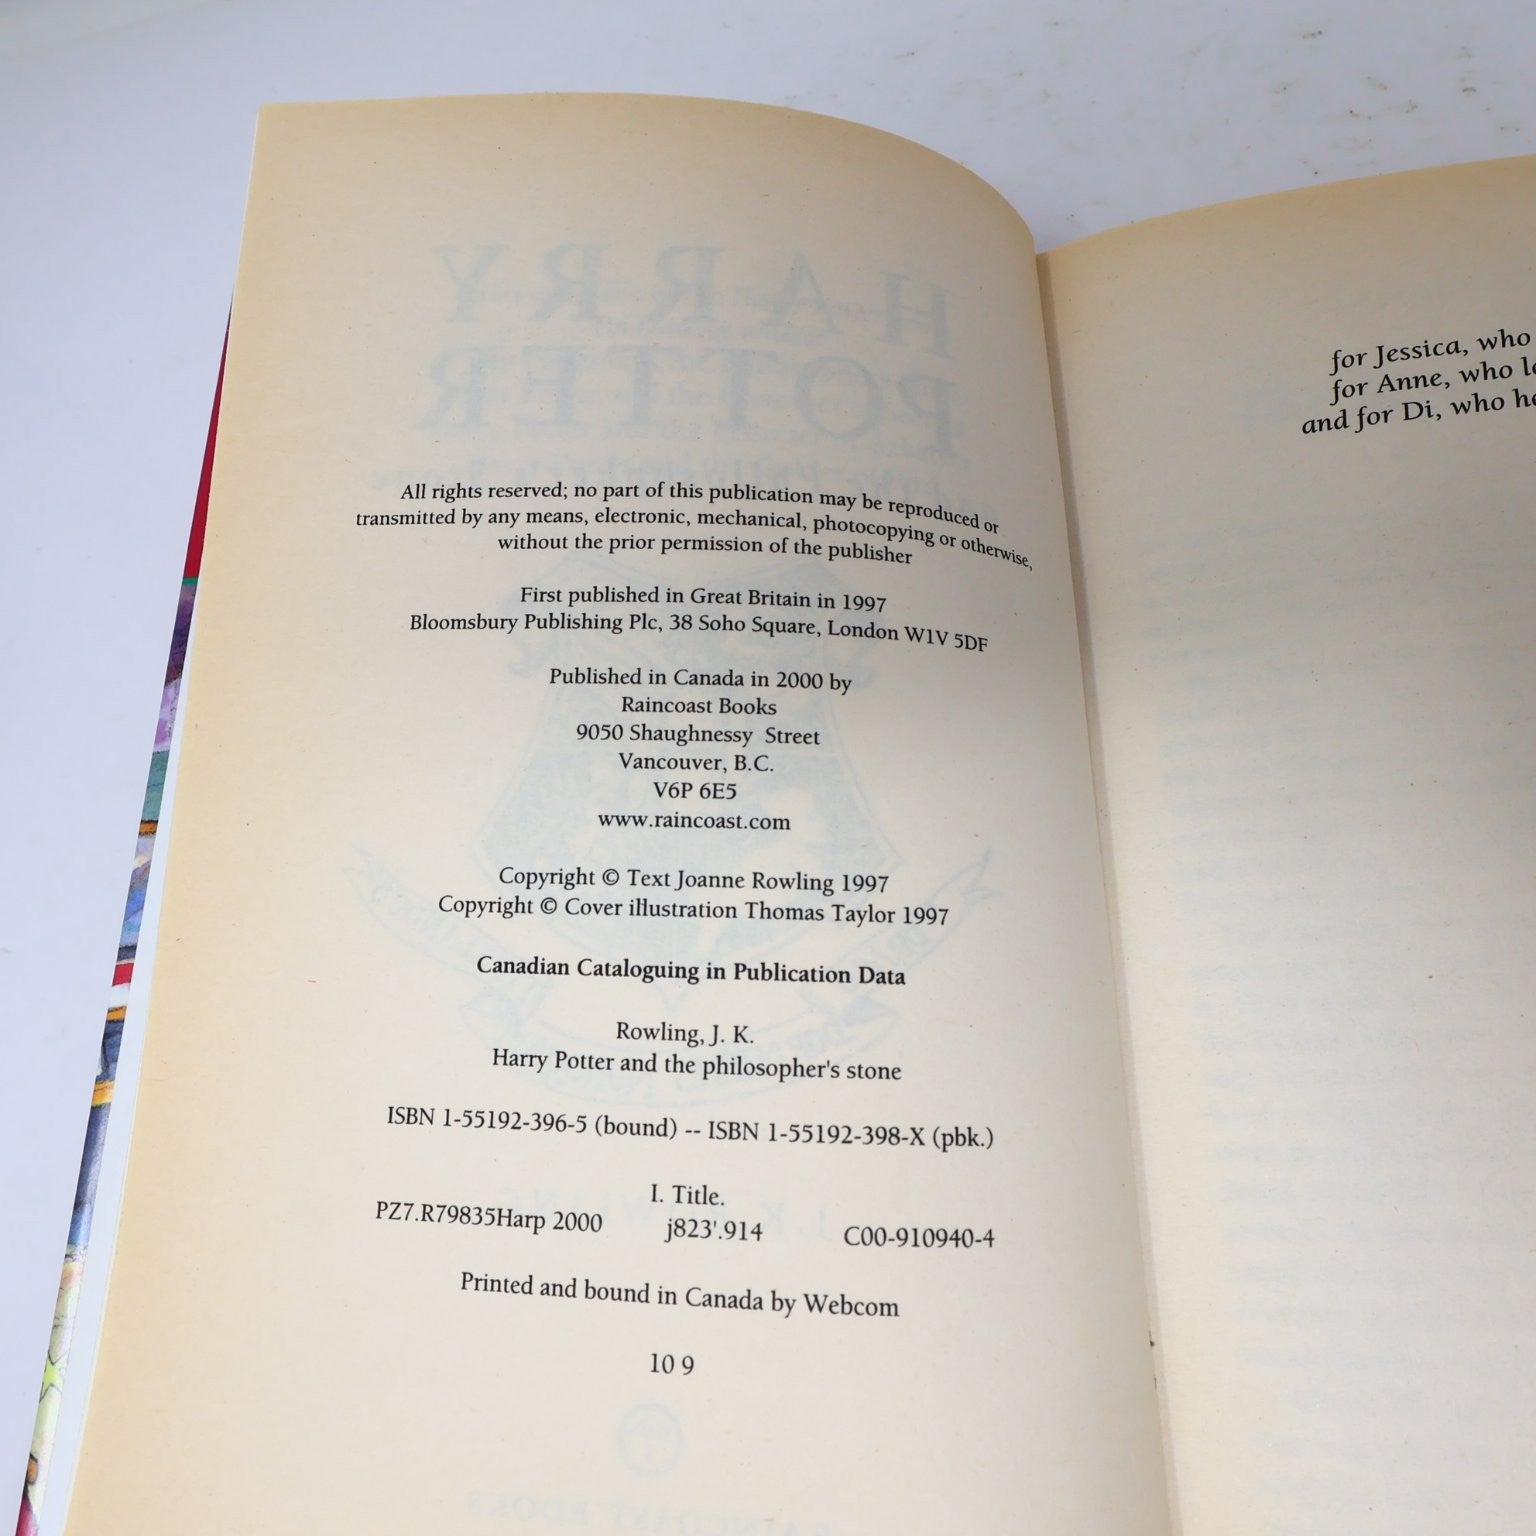 All rights reserved; no part of this publication may be reproduced or
transmitted by any means, electronic, mechanical, photocopying or otherwise,
without the prior permission of the publisher
First published in Great Britain in 1997
Bloomsbury Publishing Plc, 38 Soho Square, London W1V 5DF
Published in Canada in 2000 by
Raincoast Books
9050 Shaughnessy Street
Vancouver, B.C.
V6P 6E5
www.raincoast.com
Copyright © Text Joanne Rowling 1997
Copyright © Cover illustration Thomas Taylor 1997
Canadian Cataloguing in Publication Data
Rowling, J. K.
Harry Potter and the philosopher's stone
ISBN 1-55192-396-5 (bound) -- ISBN 1-55192-398-X (pbk.)
I. Title.
PZ7.R79835Harp 2000 j823'.914 C00-910940-4
Printed and bound in Canada by Webcom
10 9
for Jessica, who
for Anne, who
and for Di, who